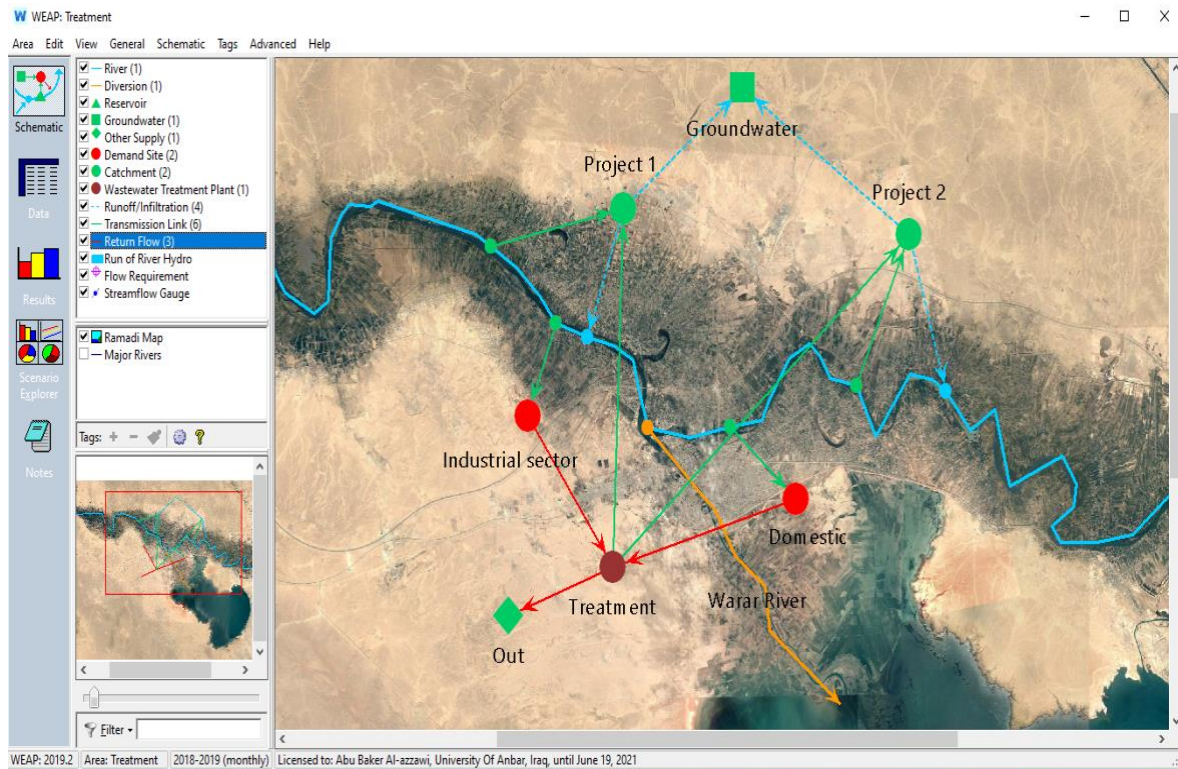 WEAP: Treatment
Area Edit View General Schematic Tags Advanced Help
Schematic
Data
Results
Scenario
Explorer
Notes
River (1)
Diversion (1)
Reservoir
Groundwater (1)
Other Supply (1)
Demand Site (2)
Catchment (2)
Wastewater Treatment Plant (1)
Runoff/Infiltration (4)
Transmission Link (6)
Return Flow (3)
Run of River Hydro
Flow Requirement
Streamflow Gauge
Ramadi Map
Major Rivers
Tags:
Filter
Groundwater
Project 1
Project 2
Industrial sector
Domestic
Treatment
Warar River
Out
WEAP: 2019.2 Area: Treatment 2018-2019 (monthly) Licensed to: Abu Baker Al-azzawi, University Of Anbar, Iraq, until June 19, 2021